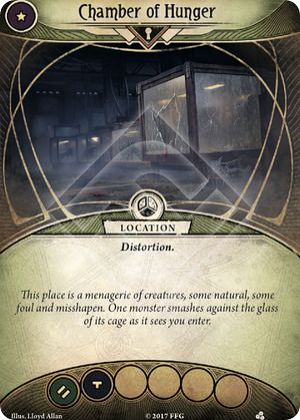 Chamber of Hunger
LOCATION
Distortion.
This place is a menagerie of creatures, some natural, some
foul and misshapen. One monster smashes against the glass
of its cage as it sees you enter.
Illus. Lloyd Allan
© 2017 FFG